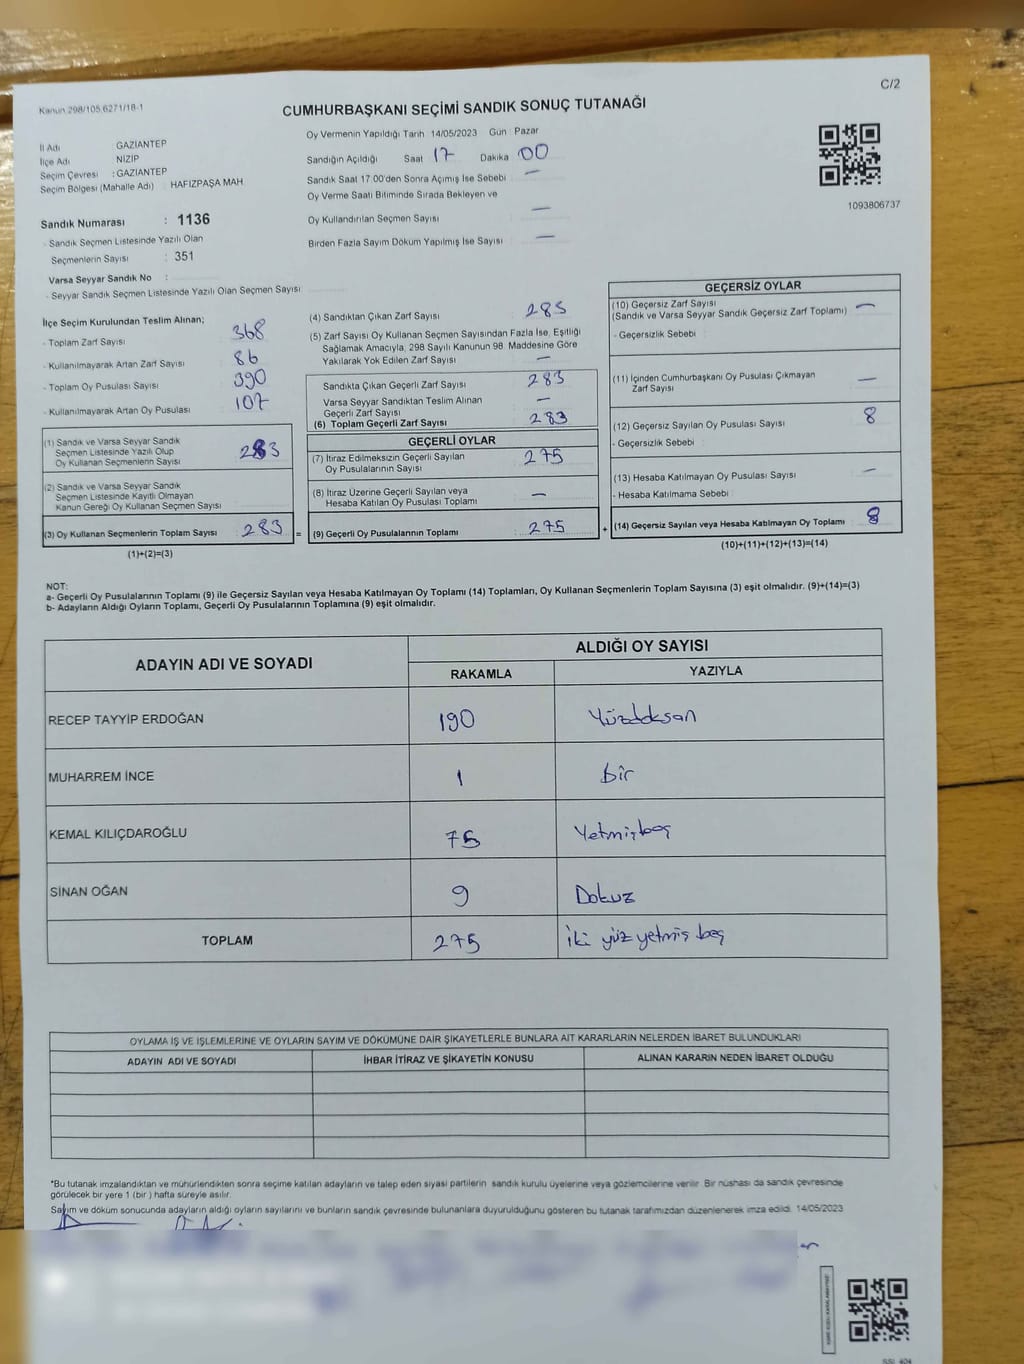 C/2
Kanun 298/105,6271/18-1
CUMHURBAŞKANI SEÇİMİ SANDIK SONUÇ TUTANAĞI
İl Adı GAZİANTEP
İlçe Adı NİZİP
Seçim Çevresi : GAZİANTEP
Seçim Bölgesi (Mahalle Adı) HAFIZPAŞA MAH
Sandık Numarası : 1136
- Sandık Seçmen Listesinde Yazılı Olan
Seçmenlerin Sayısı : 351
Varsa Seyyar Sandık No :
- Seyyar Sandık Seçmen Listesinde Yazılı Olan Seçmen Sayısı:
Oy Vermenin Yapıldığı Tarih 14/05/2023 Gün : Pazar
Sandığın Açıldığı Saat 17 Dakika 00
Sandık Saat 17.00'den Sonra Açımış İse Sebebi —
Oy Verme Saati Bitiminde Sırada Bekleyen ve
Oy Kullandırılan Seçmen Sayısı —
Birden Fazla Sayım Döküm Yapılmış İse Sayısı —
1093806737
İlçe Seçim Kurulundan Teslim Alınan;
- Toplam Zarf Sayısı 368
- Kullanılmayarak Artan Zarf Sayısı 86
- Toplam Oy Pusulası Sayısı 390
- Kullanılmayarak Artan Oy Pusulası 107
(1) Sandık ve Varsa Seyyar Sandık
Seçmen Listesinde Yazılı Olup
Oy Kullanan Seçmenlerin Sayısı 283
(2) Sandık ve Varsa Seyyar Sandık
Seçmen Listesinde Kayıtlı Olmayan
Kanun Gereği Oy Kullanan Seçmen Sayısı
(3) Oy Kullanan Seçmenlerin Toplam Sayısı 283 =
(1)+(2)=(3)
(4) Sandıktan Çıkan Zarf Sayısı : 283
(5) Zarf Sayısı Oy Kullanan Seçmen Sayısından Fazla İse, Eşitliği
Sağlamak Amacıyla, 298 Sayılı Kanunun 98. Maddesine Göre
Yakılarak Yok Edilen Zarf Sayısı —
Sandıkta Çıkan Geçerli Zarf Sayısı : 283
Varsa Seyyar Sandıktan Teslim Alınan
Geçerli Zarf Sayısı —
(6) Toplam Geçerli Zarf Sayısı : 283
GEÇERLİ OYLAR
(7) İtiraz Edilmeksizin Geçerli Sayılan
Oy Pusulalarının Sayısı : 275
(8) İtiraz Üzerine Geçerli Sayılan veya
Hesaba Katılan Oy Pusulası Toplamı : —
(9) Geçerli Oy Pusulalarının Toplamı : 275 +
GEÇERSİZ OYLAR
(10) Geçersiz Zarf Sayısı
(Sandık ve Varsa Seyyar Sandık Geçersiz Zarf Toplamı) —
- Geçersizlik Sebebi :
(11) İçinden Cumhurbaşkanı Oy Pusulası Çıkmayan
Zarf Sayısı —
(12) Geçersiz Sayılan Oy Pusulası Sayısı 8
- Geçersizlik Sebebi
(13) Hesaba Katılmayan Oy Pusulası Sayısı —
- Hesaba Katılmama Sebebi
(14) Geçersiz Sayılan veya Hesaba Katılmayan Oy Toplamı : 8
(10)+(11)+(12)+(13)=(14)
NOT:
a- Geçerli Oy Pusulalarının Toplamı (9) ile Geçersiz Sayılan veya Hesaba Katılmayan Oy Toplamı (14) Toplamları, Oy Kullanan Seçmenlerin Toplam Sayısına (3) eşit olmalıdır. (9)+(14)=(3)
b- Adayların Aldığı Oyların Toplamı, Geçerli Oy Pusulalarının Toplamına (9) eşit olmalıdır.
ADAYIN ADI VE SOYADI
ALDIĞI OY SAYISI
RAKAMLA YAZIYLA
RECEP TAYYİP ERDOĞAN 190 Yüzdoksan
MUHARREM İNCE 1 bir
KEMAL KILIÇDAROĞLU 75 Yetmişbeş
SİNAN OĞAN 9 Dokuz
TOPLAM 275 iki yüz yetmiş beş
OYLAMA İŞ VE İŞLEMLERİNE VE OYLARIN SAYIM VE DÖKÜMÜNE DAİR ŞİKAYETLERLE BUNLARA AİT KARARLARIN NELERDEN İBARET BULUNDUKLARI
ADAYIN ADI VE SOYADI İHBAR İTİRAZ VE ŞİKAYETİN KONUSU ALINAN KARARIN NEDEN İBARET OLDUĞU
*Bu tutanak imzalandıktan ve mühürlendikten sonra seçime katılan adayların ve talep eden siyasi partilerin sandık kurulu üyelerine veya gözlemcilerine verilir. Bir nüshası da sandık çevresinde
görülecek bir yere 1 (bir ) hafta süreyle asılır.
Sayım ve döküm sonucunda adayların aldığı oyların sayılarını ve bunların sandık çevresinde bulunanlara duyurulduğunu gösteren bu tutanak tarafımızdan düzenlenerek imza edildi. 14/05/2023